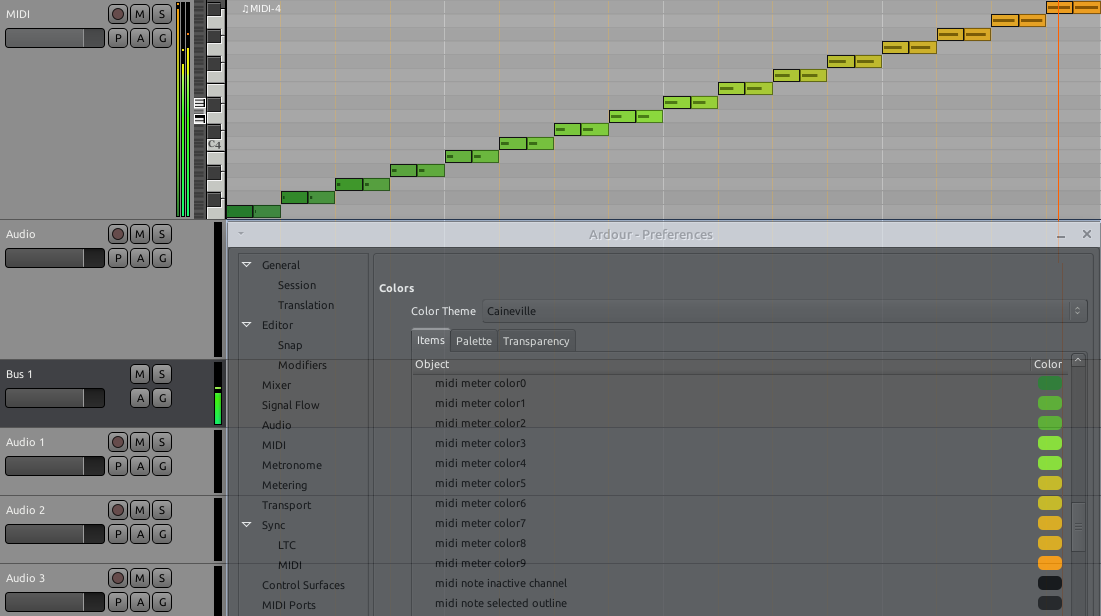 MIDI
M S
P A G
C4
♫MIDI-4
Audio
M S
P A G
Bus 1
M S
A G
Audio 1
M S
P A G
Audio 2
M S
P A G
Audio 3
M S
P A G
Ardour - Preferences
General
Session
Translation
Editor
Snap
Modifiers
Mixer
Signal Flow
Audio
MIDI
Metronome
Metering
Transport
Sync
LTC
MIDI
Control Surfaces
MIDI Ports
Colors
Color Theme Caineville
Items Palette Transparency
Object Color
midi meter color0
midi meter color1
midi meter color2
midi meter color3
midi meter color4
midi meter color5
midi meter color6
midi meter color7
midi meter color8
midi meter color9
midi note inactive channel
midi note selected outline